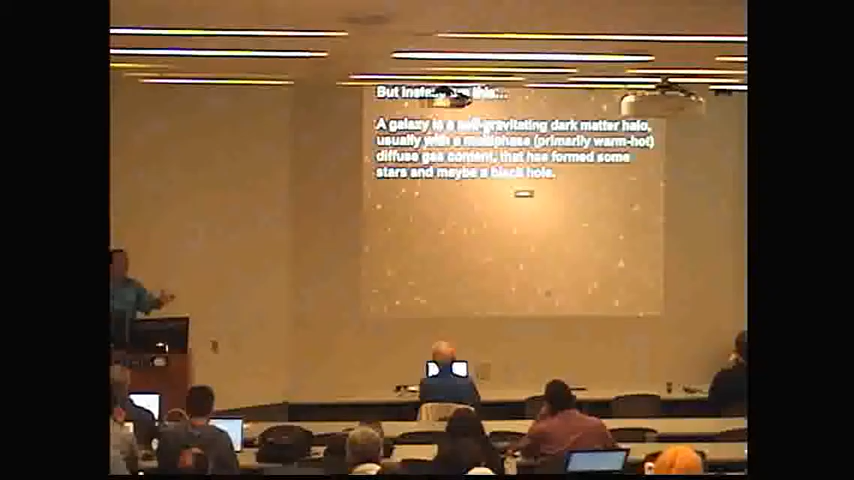 But instead this...
A galaxy is a self-gravitating dark matter halo,
usually with a multiphase (primarily warm-hot)
diffuse gas content, that has formed some
stars and maybe a black hole.